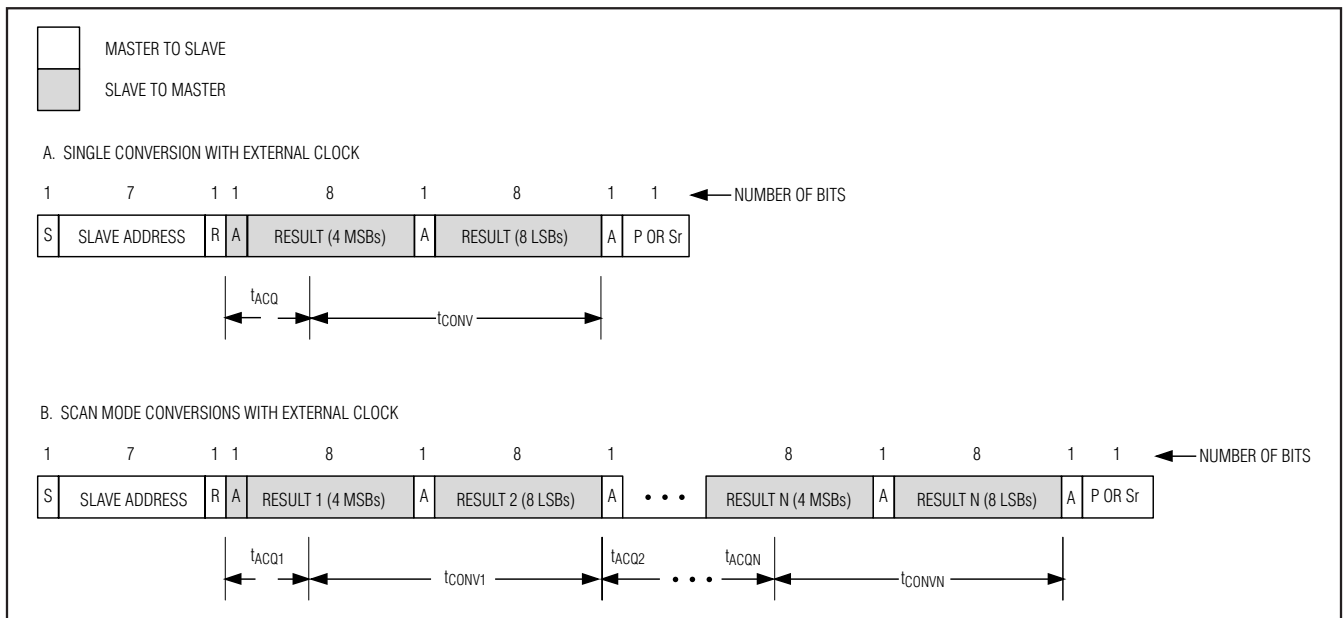 MASTER TO SLAVE
SLAVE TO MASTER
A. SINGLE CONVERSION WITH EXTERNAL CLOCK
1 7 1 1 8 1 8 1 1 NUMBER OF BITS
S SLAVE ADDRESS R A RESULT (4 MSBs) A RESULT (8 LSBs) A P OR Sr
tACQ
tCONV
B. SCAN MODE CONVERSIONS WITH EXTERNAL CLOCK
1 7 1 1 8 1 8 1 8 1 8 1 1 NUMBER OF BITS
S SLAVE ADDRESS R A RESULT 1 (4 MSBs) A RESULT 2 (8 LSBs) A • • • RESULT N (4 MSBs) A RESULT N (8 LSBs) A P OR Sr
tACQ1 tACQ2 tACQN
tCONV1 • • • tCONVN